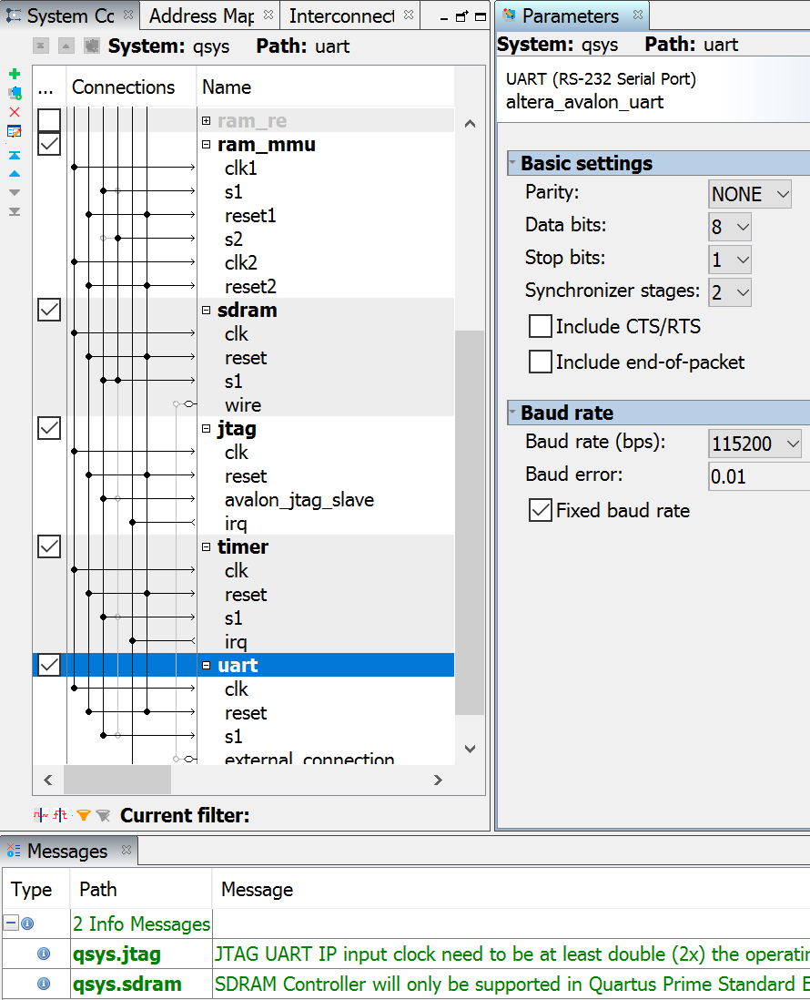 System Co
Address Map
Interconnect
System: qsys Path: uart
... Connections Name
ram_re
ram_mmu
clk1
s1
reset1
s2
clk2
reset2
sdram
clk
reset
s1
wire
jtag
clk
reset
avalon_jtag_slave
irq
timer
clk
reset
s1
irq
uart
clk
reset
s1
external_connection
Current filter:
Parameters
System: qsys Path: uart
UART (RS-232 Serial Port)
altera_avalon_uart
Basic settings
Parity: NONE
Data bits: 8
Stop bits: 1
Synchronizer stages: 2
Include CTS/RTS
Include end-of-packet
Baud rate
Baud rate (bps): 115200
Baud error: 0.01
Fixed baud rate
Messages
Type Path Message
2 Info Messages
qsys.jtag JTAG UART IP input clock need to be at least double (2x) the operatin
qsys.sdram SDRAM Controller will only be supported in Quartus Prime Standard E